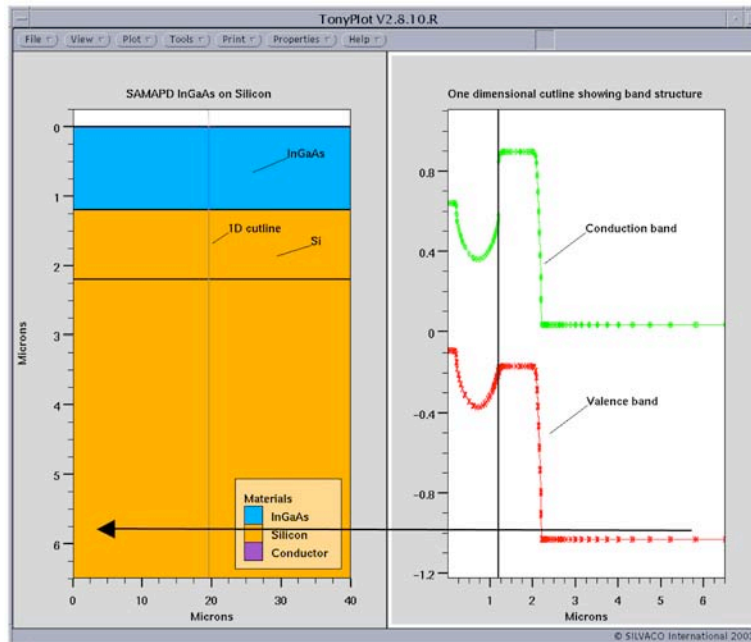 TonyPlot V2.8.10.R
File View Plot Tools Print Properties Help
SAMAPD InGaAs on Silicon
0
1
2
3
4
5
6
Microns
InGaAs
1D cutline
Si
Materials
InGaAs
Silicon
Conductor
0 10 20 30 40
Microns
One dimensional cutline showing band structure
0.8
0.4
0
-0.4
-0.8
-1.2
Conduction band
Valence band
1 2 3 4 5 6
Microns